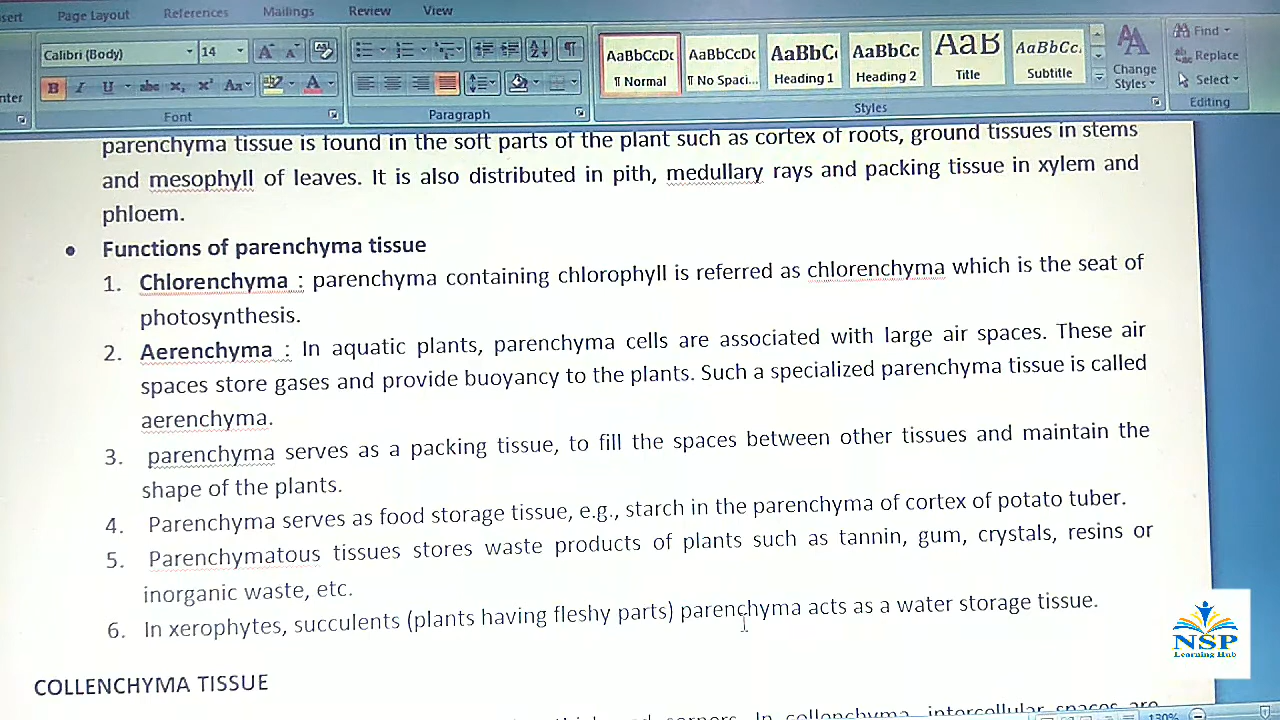 Page Layout References Mailings Review View
Calibri (Body) 14
AaBbCcDc AaBbCcDc AaBbC AaBbCc AaB AaBbCc.
¶ Normal ¶ No Spaci... Heading 1 Heading 2 Title Subtitle
Change Styles
Find
Replace
Select
Font Paragraph Styles Editing
parenchyma tissue is found in the soft parts of the plant such as cortex of roots, ground tissues in stems
and mesophyll of leaves. It is also distributed in pith, medullary rays and packing tissue in xylem and
phloem.
• Functions of parenchyma tissue
1. Chlorenchyma : parenchyma containing chlorophyll is referred as chlorenchyma which is the seat of
photosynthesis.
2. Aerenchyma : In aquatic plants, parenchyma cells are associated with large air spaces. These air
spaces store gases and provide buoyancy to the plants. Such a specialized parenchyma tissue is called
aerenchyma.
3. parenchyma serves as a packing tissue, to fill the spaces between other tissues and maintain the
shape of the plants.
4. Parenchyma serves as food storage tissue, e.g., starch in the parenchyma of cortex of potato tuber.
5. Parenchymatous tissues stores waste products of plants such as tannin, gum, crystals, resins or
inorganic waste, etc.
6. In xerophytes, succulents (plants having fleshy parts) parenchyma acts as a water storage tissue.
NSP
Learning Hub
COLLENCHYMA TISSUE
corners. In collenchyma, intercellular spaces are
130%